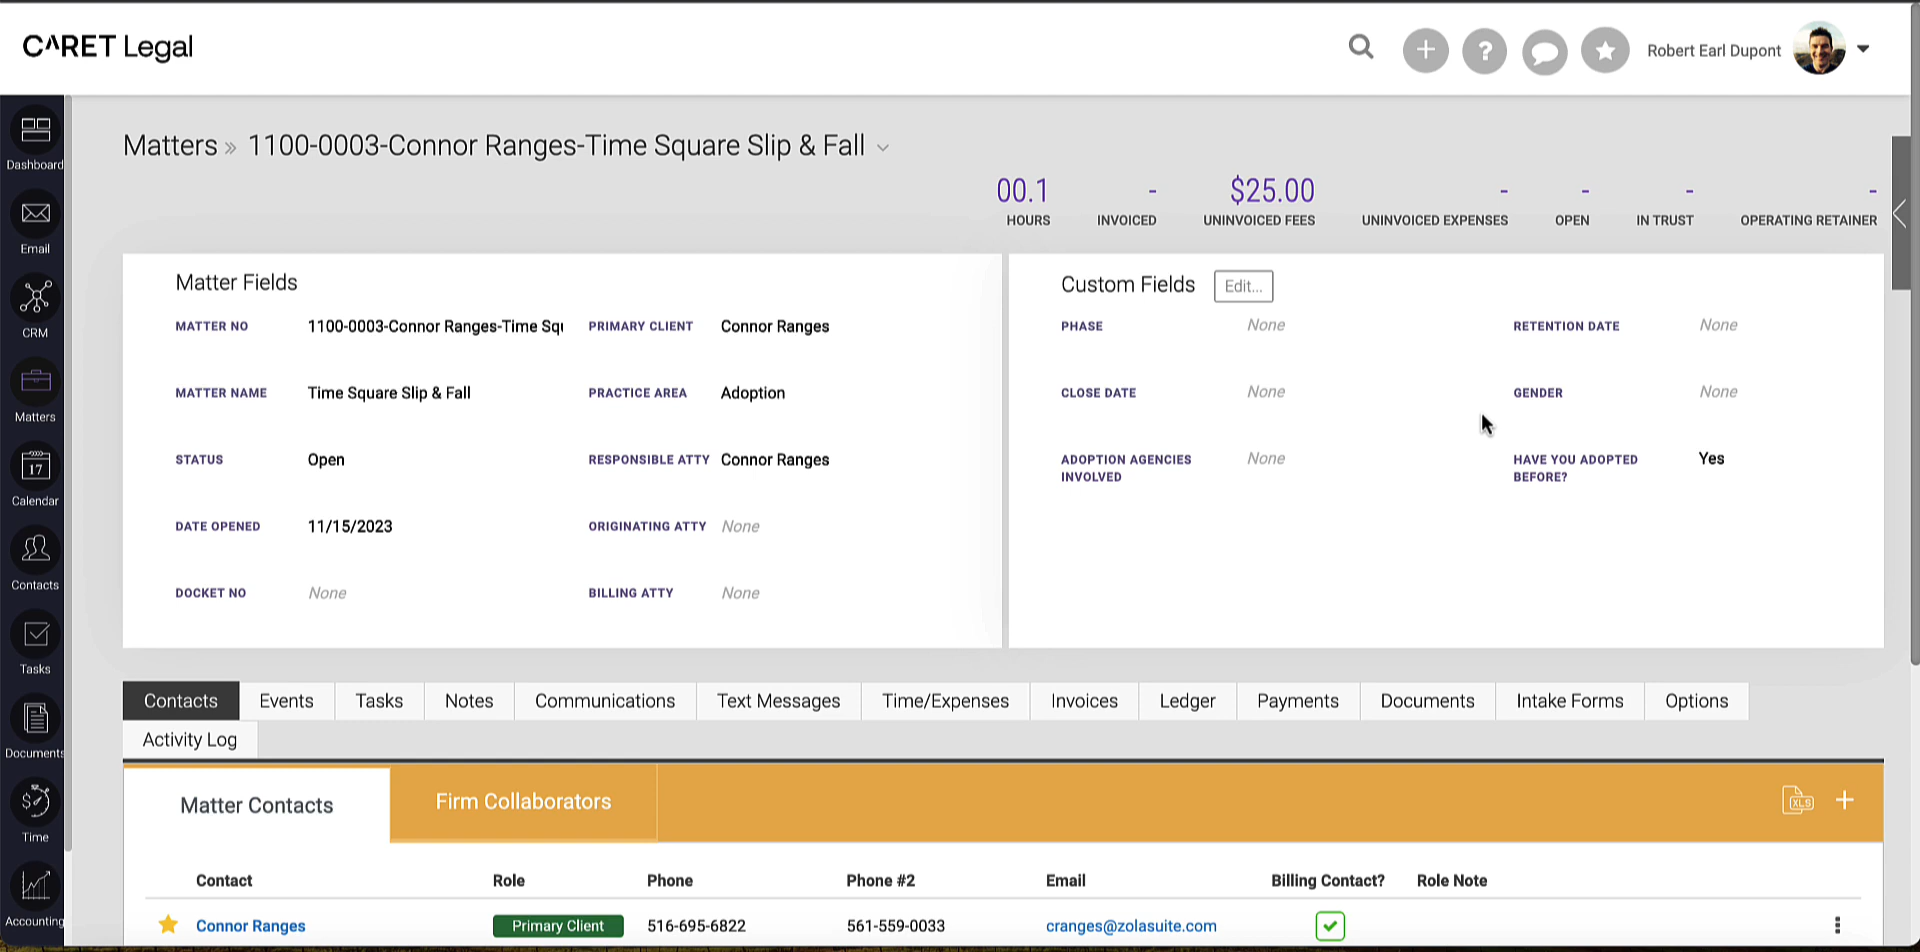 CARET Legal
Robert Earl Dupont
Dashboard
Email
CRM
Matters
17
Calendar
Contacts
Tasks
Documents
Time
Accounting
Matters » 1100-0003-Connor Ranges-Time Square Slip & Fall
00.1 - $25.00 - - - -
HOURS INVOICED UNINVOICED FEES UNINVOICED EXPENSES OPEN IN TRUST OPERATING RETAINER
Matter Fields
MATTER NO 1100-0003-Connor Ranges-Time Squ PRIMARY CLIENT Connor Ranges
MATTER NAME Time Square Slip & Fall PRACTICE AREA Adoption
STATUS Open RESPONSIBLE ATTY Connor Ranges
DATE OPENED 11/15/2023 ORIGINATING ATTY None
DOCKET NO None BILLING ATTY None
Custom Fields Edit...
PHASE None RETENTION DATE None
CLOSE DATE None GENDER None
ADOPTION AGENCIES None HAVE YOU ADOPTED Yes
INVOLVED BEFORE?
Contacts Events Tasks Notes Communications Text Messages Time/Expenses Invoices Ledger Payments Documents Intake Forms Options
Activity Log
Matter Contacts Firm Collaborators XLS
Contact Role Phone Phone #2 Email Billing Contact? Role Note
Connor Ranges Primary Client 516-695-6822 561-559-0033 cranges@zolasuite.com